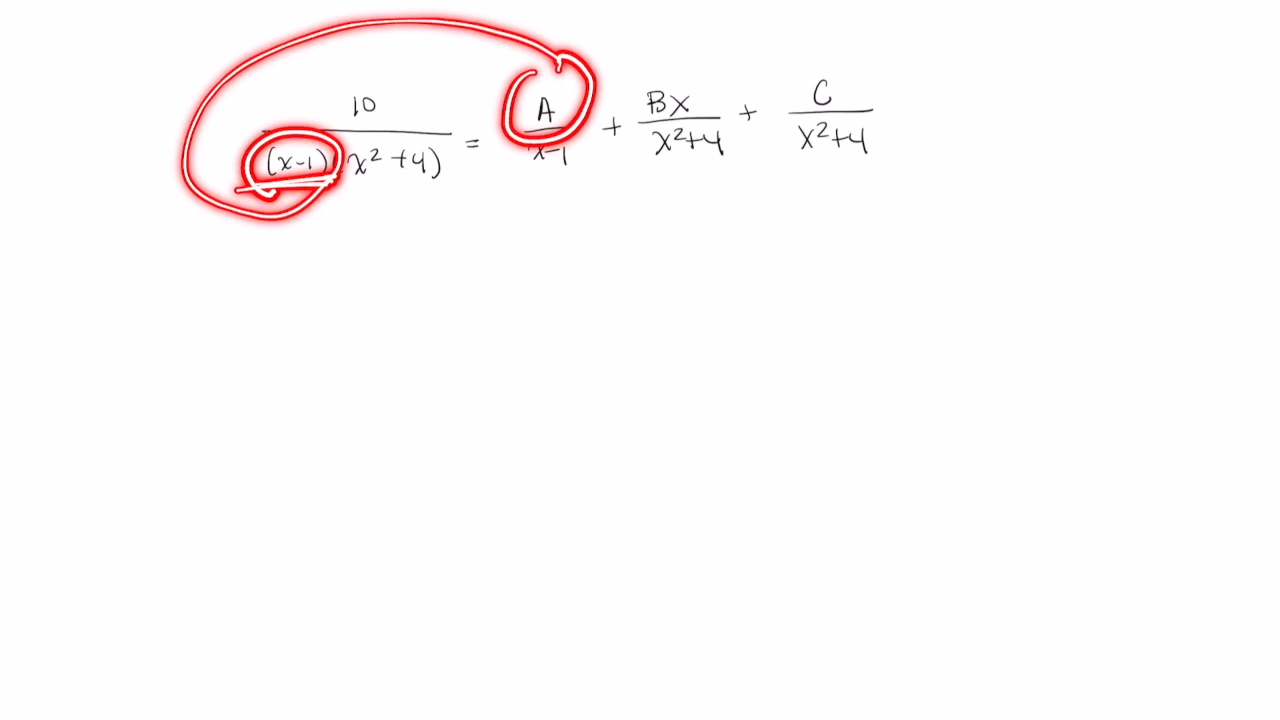 10/((x-1)(x²+4)) = A/(x-1) + Bx/(x²+4) + C/(x²+4)